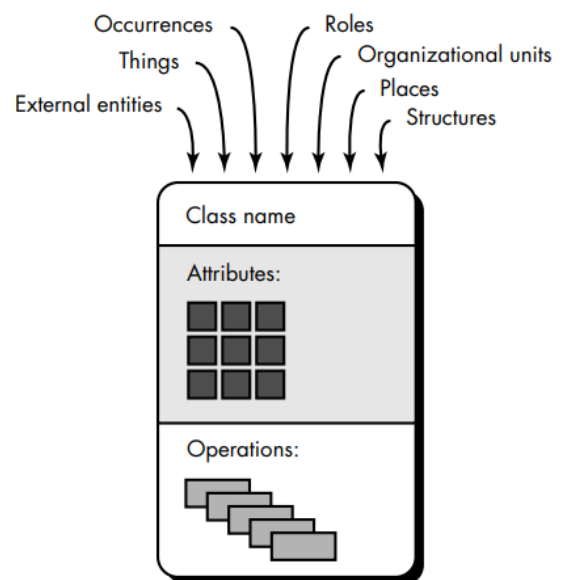 Occurrences
Roles
Things
Organizational units
External entities
Places
Structures
Class name
Attributes:
Operations: